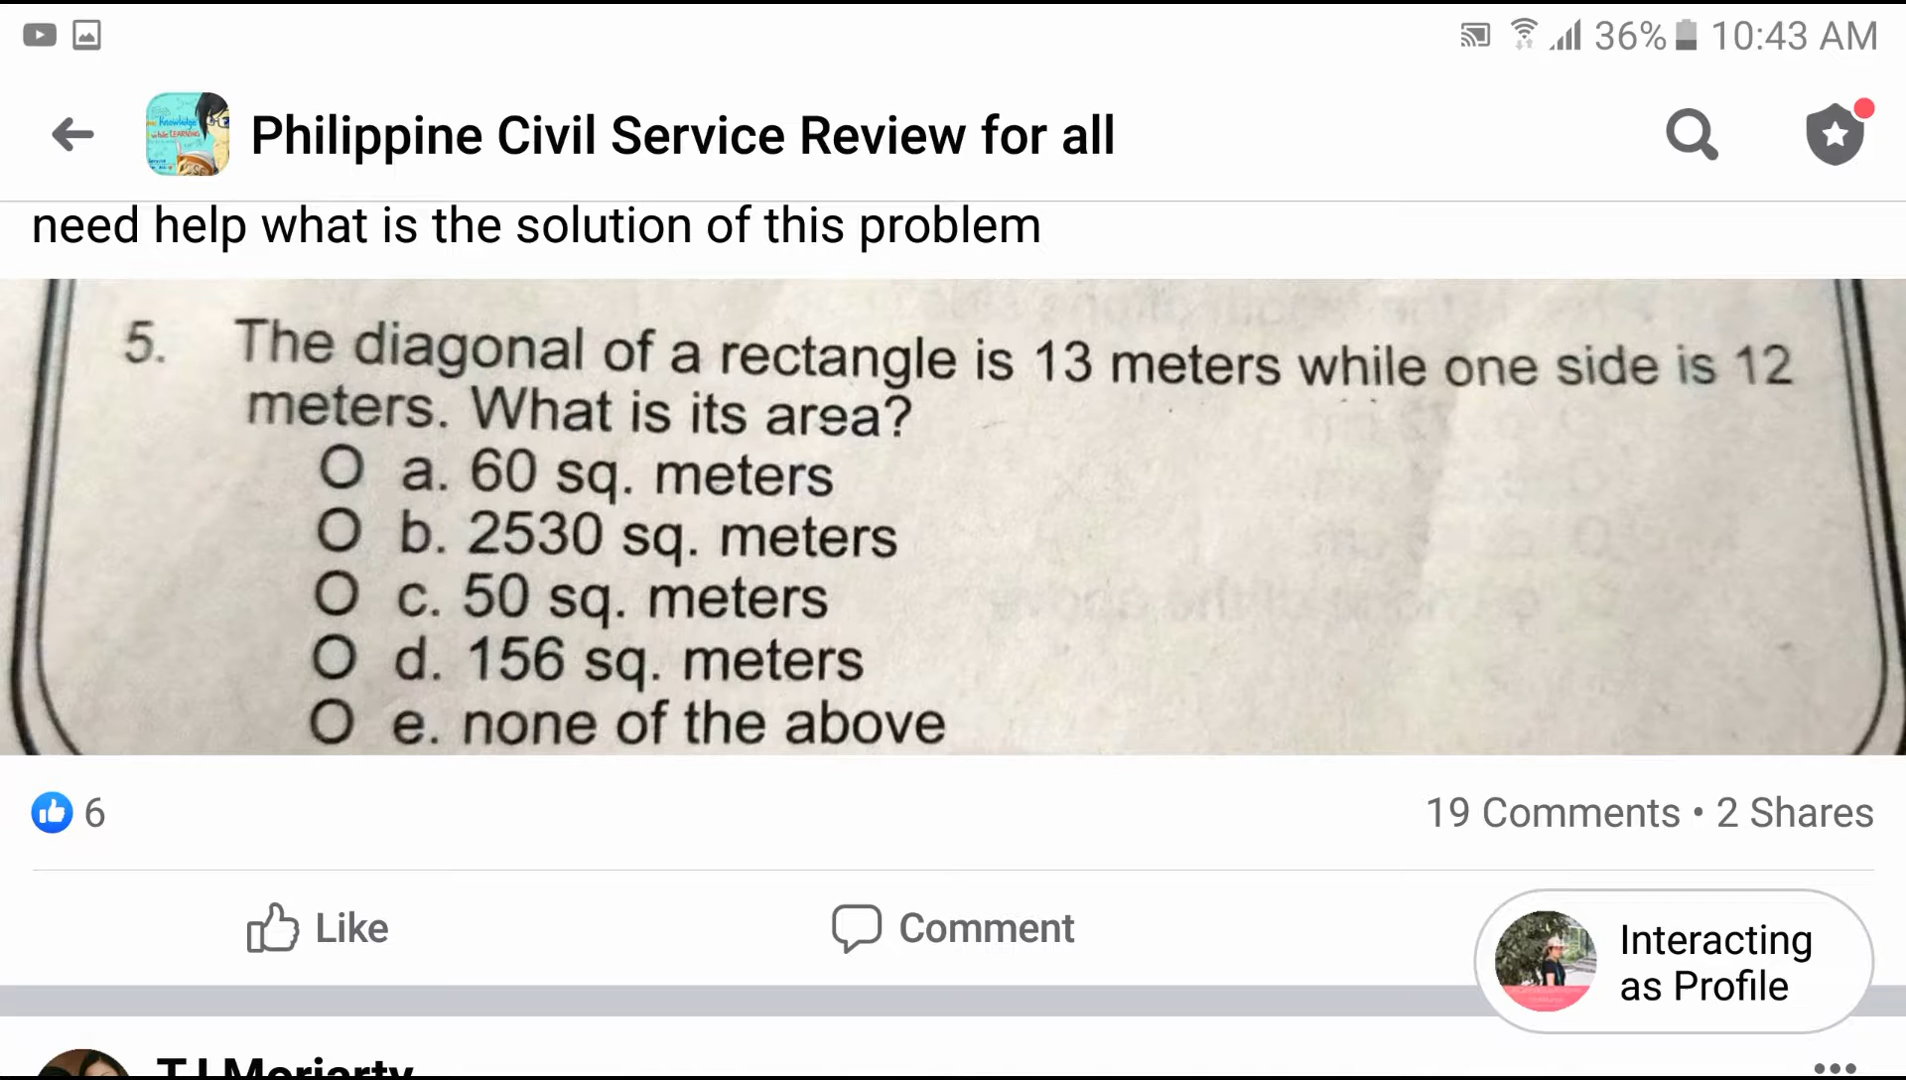 36% 10:43 AM
Philippine Civil Service Review for all
need help what is the solution of this problem
5. The diagonal of a rectangle is 13 meters while one side is 12
meters. What is its area?
O a. 60 sq. meters
O b. 2530 sq. meters
O c. 50 sq. meters
O d. 156 sq. meters
O e. none of the above
6
19 Comments • 2 Shares
Like
Comment
Interacting
as Profile
TJ Moriarty